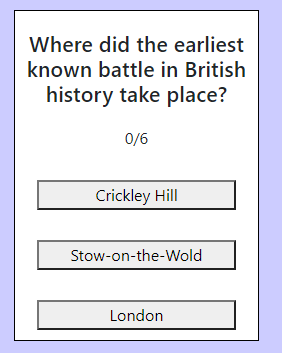 Where did the earliest
known battle in British
history take place?
0/6
Crickley Hill
Stow-on-the-Wold
London